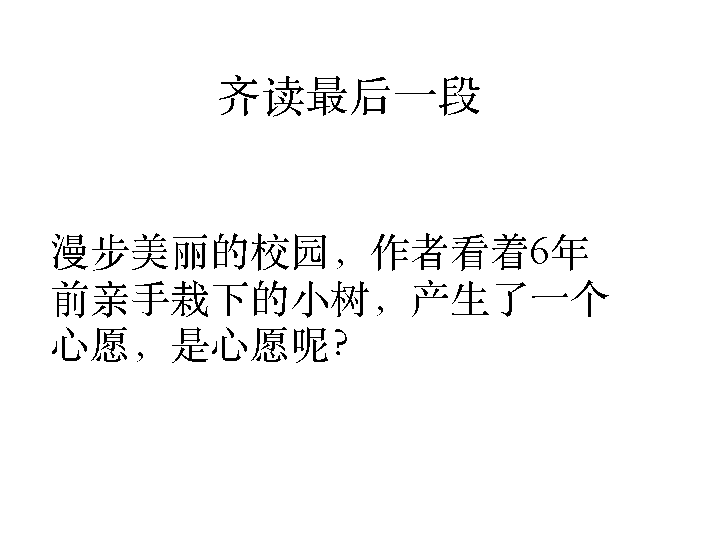 齐读最后一段
漫步美丽的校园，作者看着6年
前亲手栽下的小树，产生了一个
心愿，是心愿呢?